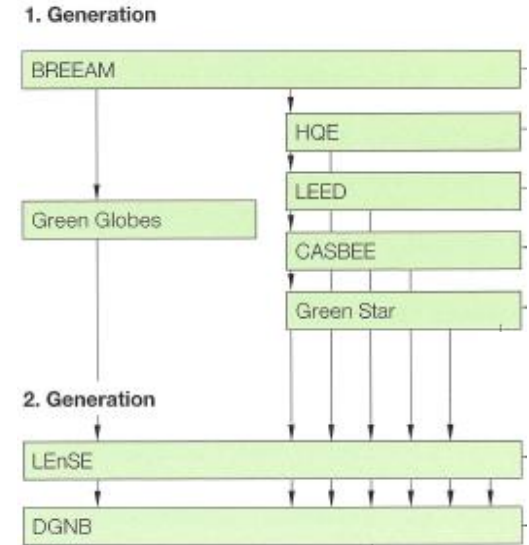 1. Generation
BREEAM
HQE
LEED
Green Globes
CASBEE
Green Star
2. Generation
LEnSE
DGNB